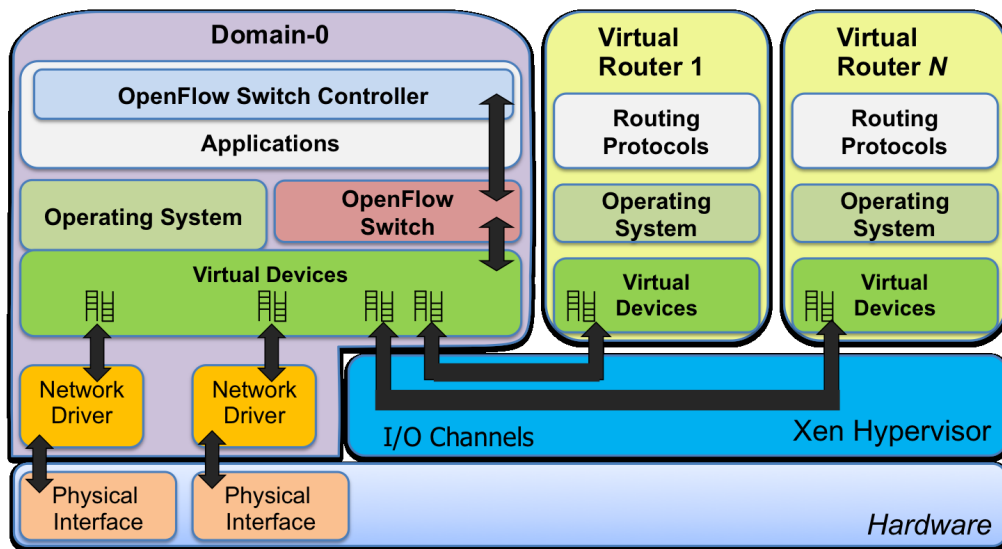 Domain-0
OpenFlow Switch Controller
Applications
Operating System
OpenFlow
Switch
Virtual Devices
Network
Driver
Network
Driver
Virtual
Router 1
Routing
Protocols
Operating
System
Virtual
Devices
Virtual
Router N
Routing
Protocols
Operating
System
Virtual
Devices
I/O Channels
Xen Hypervisor
Physical
Interface
Physical
Interface
Hardware